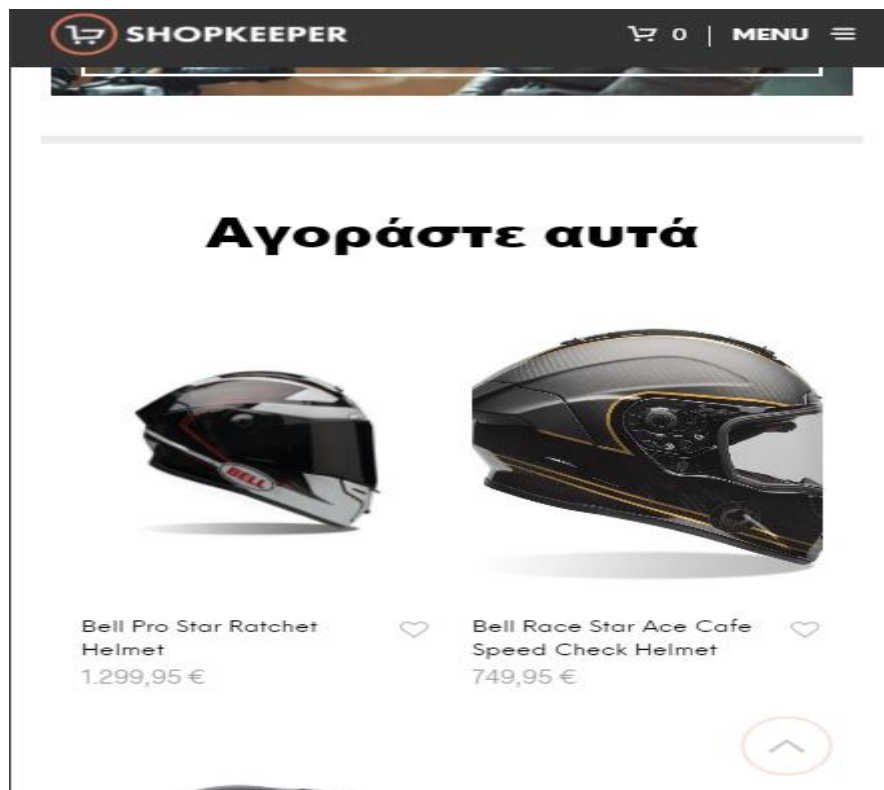 SHOPKEEPER 0 | MENU
Αγοράστε αυτά
BELL
Bell Pro Star Ratchet
Helmet
1.299,95 €
Bell Race Star Ace Cafe
Speed Check Helmet
749,95 €